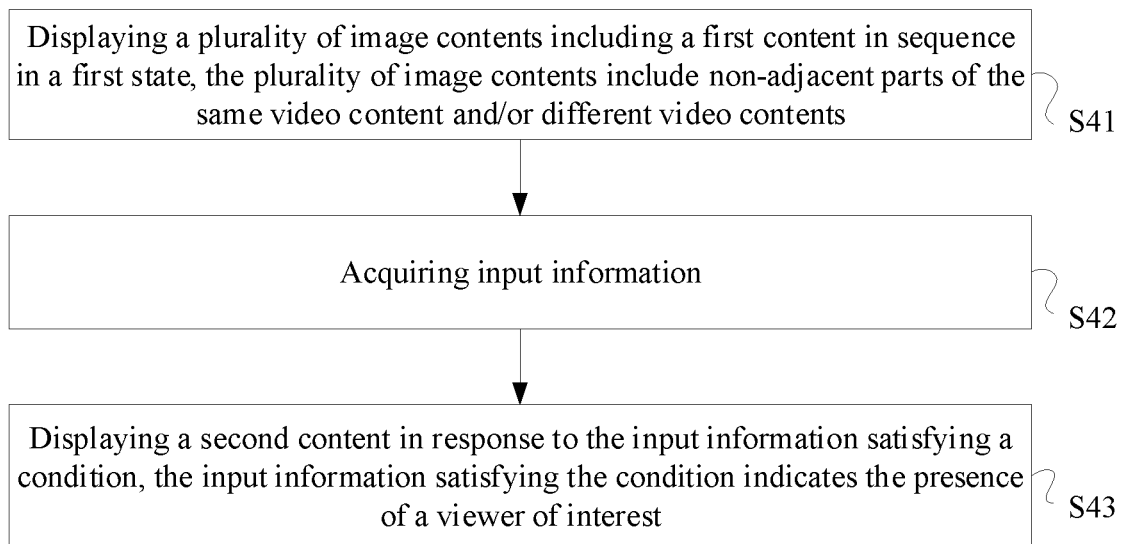 Displaying a plurality of image contents including a first content in sequence
in a first state, the plurality of image contents include non-adjacent parts of the
same video content and/or different video contents
S41
Acquiring input information
S42
Displaying a second content in response to the input information satisfying a
condition, the input information satisfying the condition indicates the presence
of a viewer of interest
S43